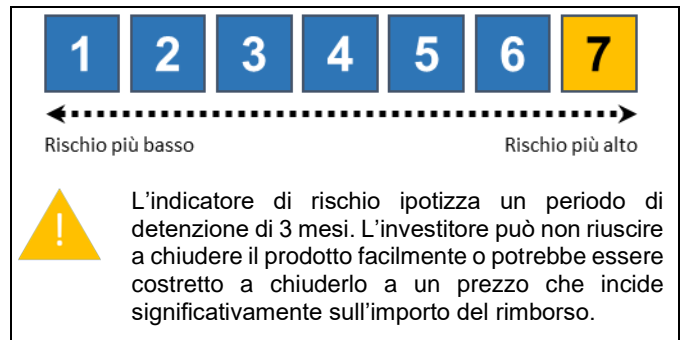 1 2 3 4 5 6 7
Rischio più basso Rischio più alto
! L'indicatore di rischio ipotizza un periodo di
detenzione di 3 mesi. L'investitore può non riuscire
a chiudere il prodotto facilmente o potrebbe essere
costretto a chiuderlo a un prezzo che incide
significativamente sull'importo del rimborso.